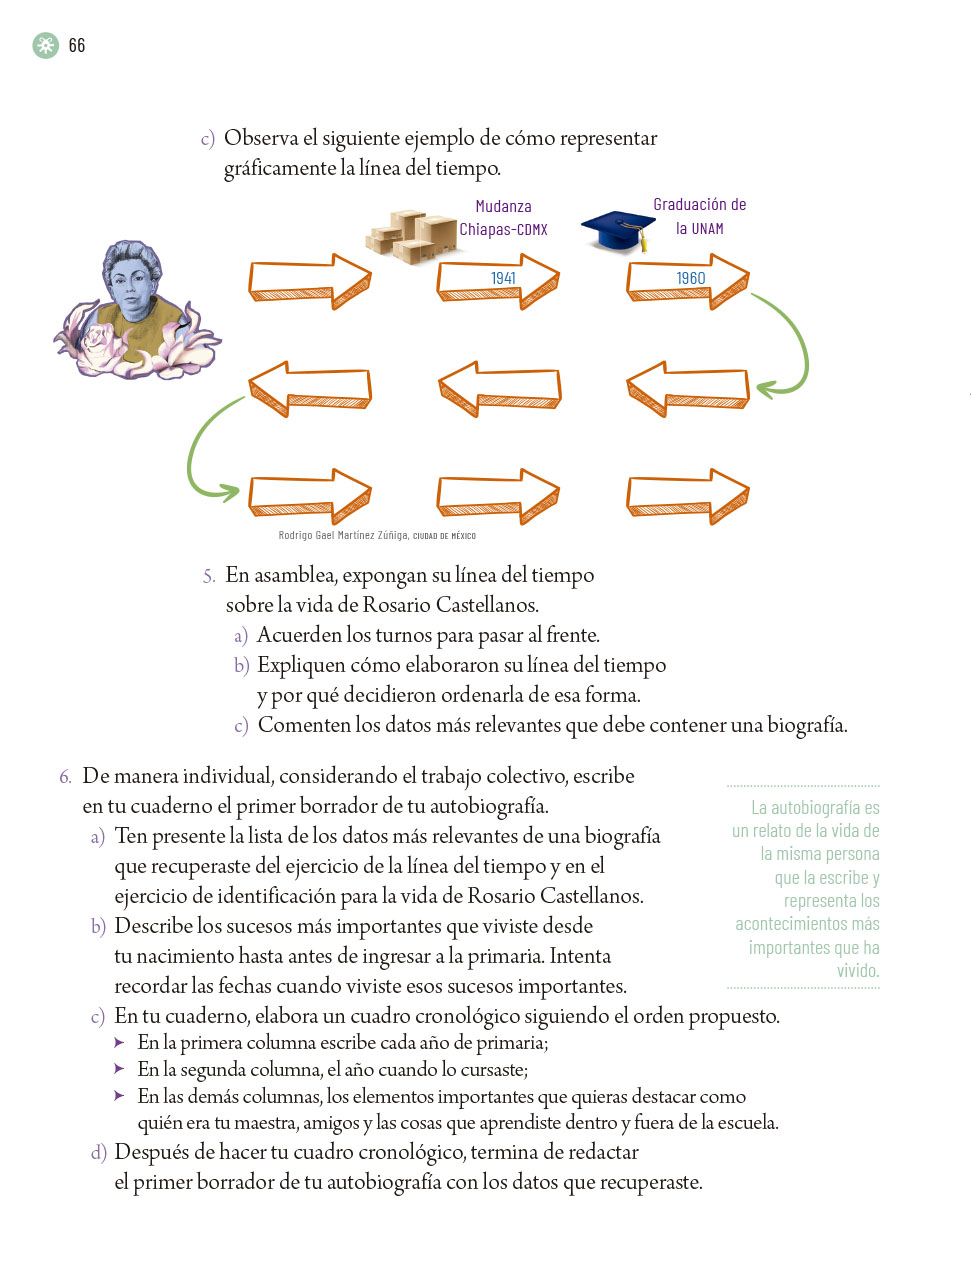 66
c) Observa el siguiente ejemplo de cómo representar
gráficamente la línea del tiempo.
Mudanza
Chiapas-CDMX
Graduación de
la UNAM
1941
1960
Rodrigo Gael Martínez Zúñiga, CIUDAD DE MÉXICO
5. En asamblea, expongan su línea del tiempo
sobre la vida de Rosario Castellanos.
a) Acuerden los turnos para pasar al frente.
b) Expliquen cómo elaboraron su línea del tiempo
y por qué decidieron ordenarla de esa forma.
c) Comenten los datos más relevantes que debe contener una biografía.
6. De manera individual, considerando el trabajo colectivo, escribe
en tu cuaderno el primer borrador de tu autobiografía.
a) Ten presente la lista de los datos más relevantes de una biografía
que recuperaste del ejercicio de la línea del tiempo y en el
ejercicio de identificación para la vida de Rosario Castellanos.
b) Describe los sucesos más importantes que viviste desde
tu nacimiento hasta antes de ingresar a la primaria. Intenta
recordar las fechas cuando viviste esos sucesos importantes.
c) En tu cuaderno, elabora un cuadro cronológico siguiendo el orden propuesto.
➤ En la primera columna escribe cada año de primaria;
➤ En la segunda columna, el año cuando lo cursaste;
➤ En las demás columnas, los elementos importantes que quieras destacar como
quién era tu maestra, amigos y las cosas que aprendiste dentro y fuera de la escuela.
d) Después de hacer tu cuadro cronológico, termina de redactar
el primer borrador de tu autobiografía con los datos que recuperaste.
La autobiografía es
un relato de la vida de
la misma persona
que la escribe y
representa los
acontecimientos más
importantes que ha
vivido.